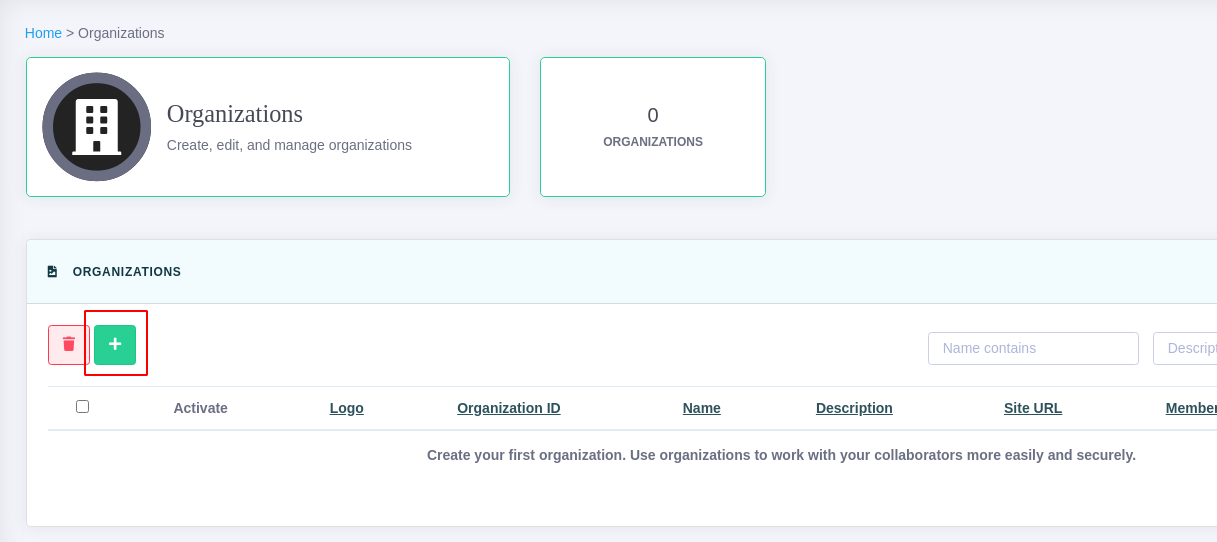 Home > Organizations
Organizations
Create, edit, and manage organizations
0
ORGANIZATIONS
ORGANIZATIONS
Name contains
Descript
Activate Logo Organization ID Name Description Site URL Member
Create your first organization. Use organizations to work with your collaborators more easily and securely.